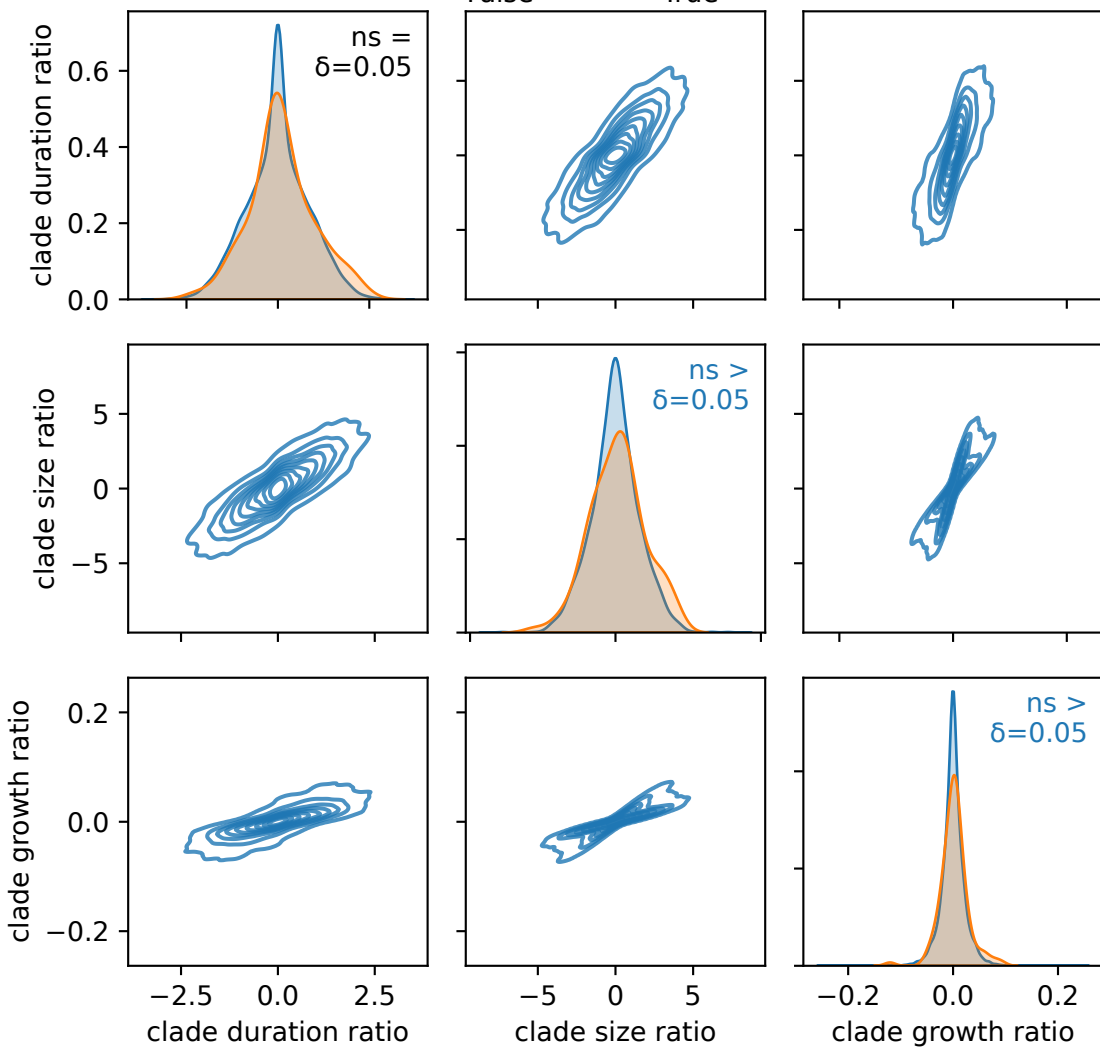 clade duration ratio
0.6
0.4
0.2
0.0
ns =
δ=0.05
clade size ratio
5
0
−5
ns >
δ=0.05
clade growth ratio
0.2
0.0
−0.2
ns >
δ=0.05
−2.5 0.0 2.5
−5 0 5
−0.2 0.0 0.2
clade duration ratio
clade size ratio
clade growth ratio